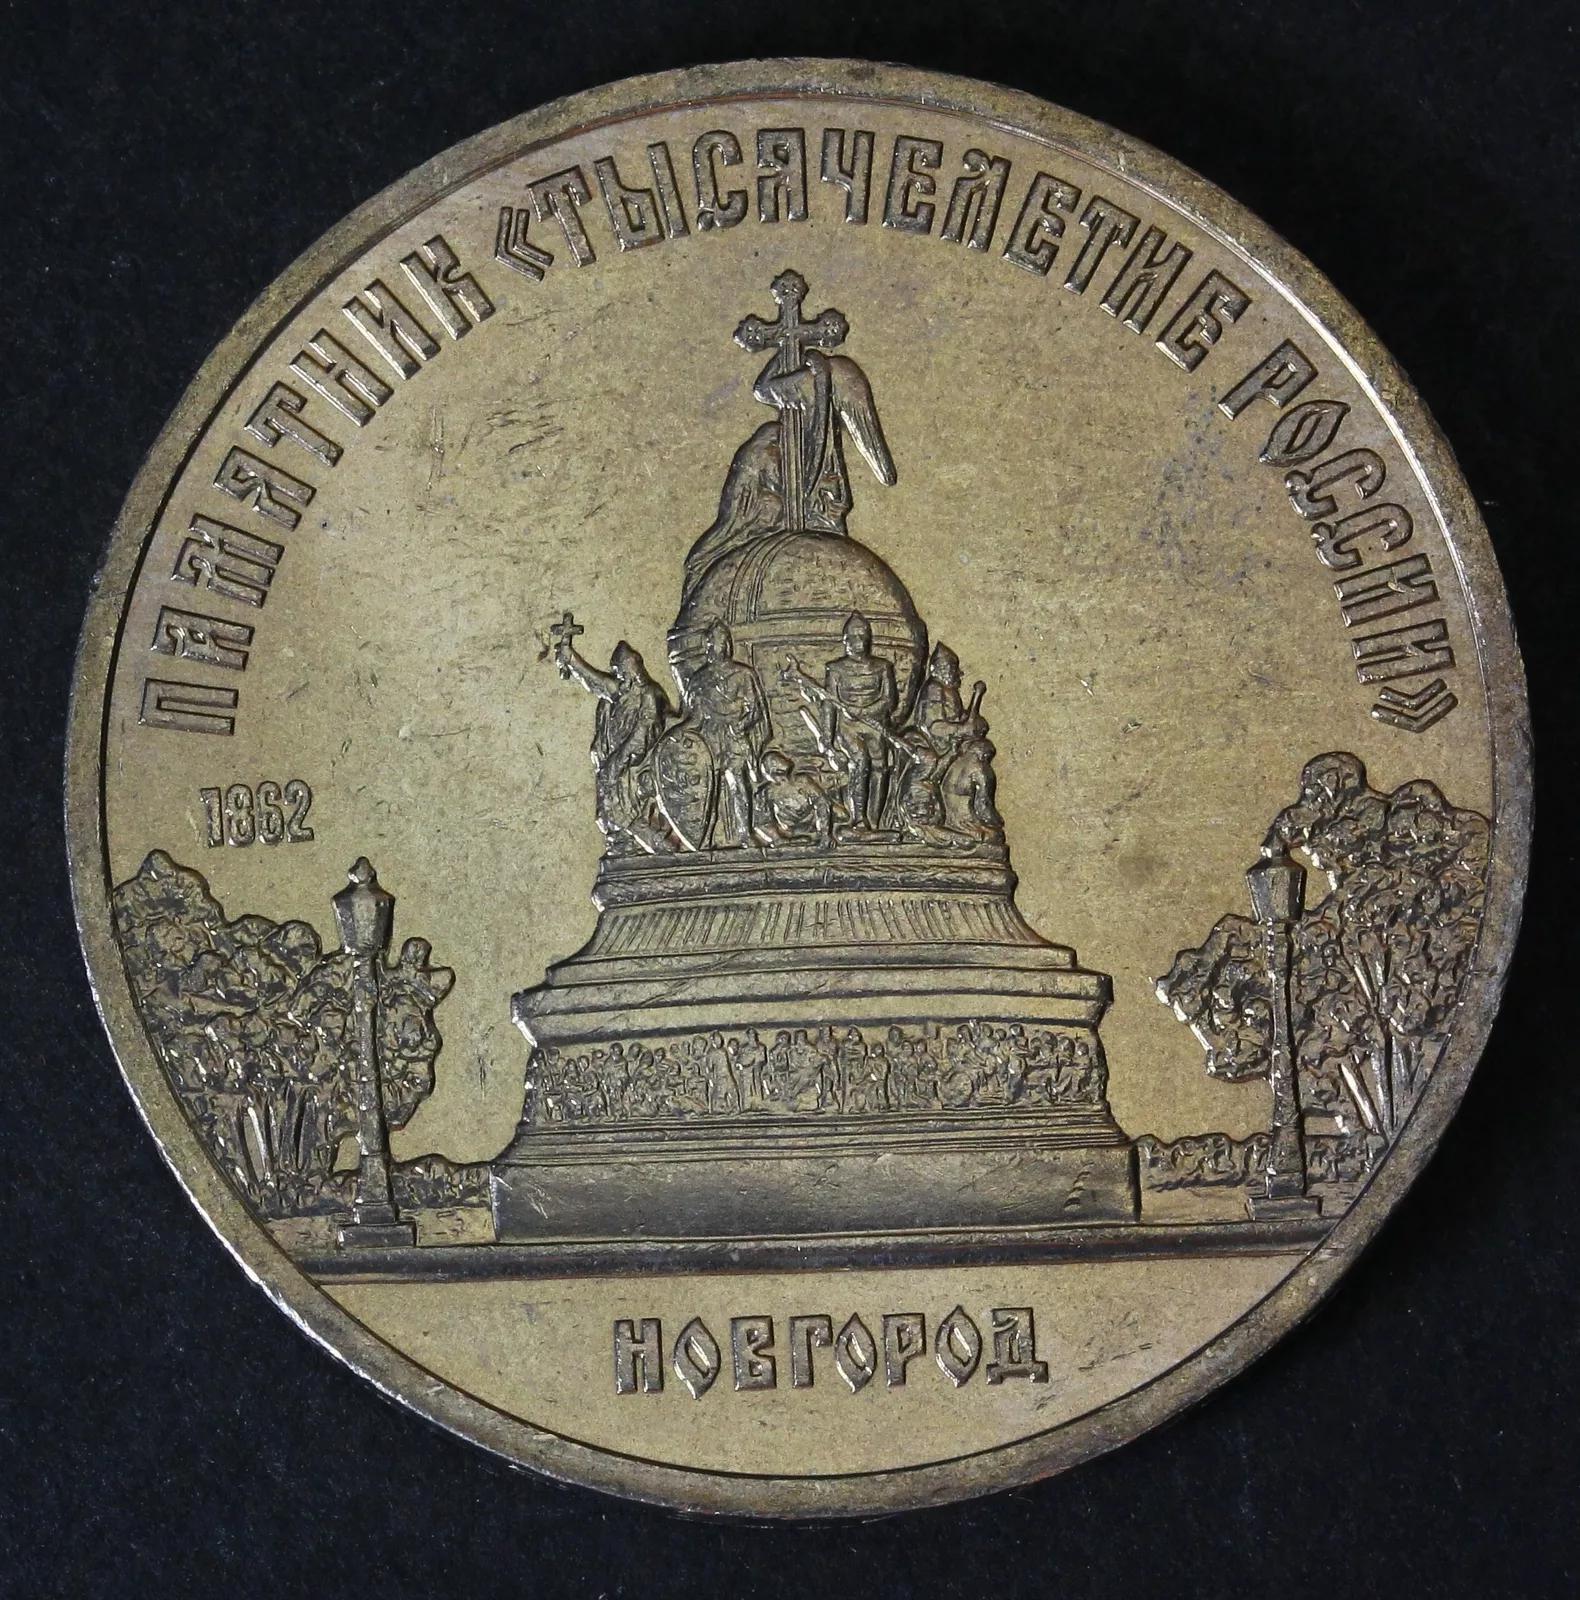 ПАМЯТНИК «ТЫСЯЧЕЛЕТИЕ РОССИИ»
1862
НОВГОРОД